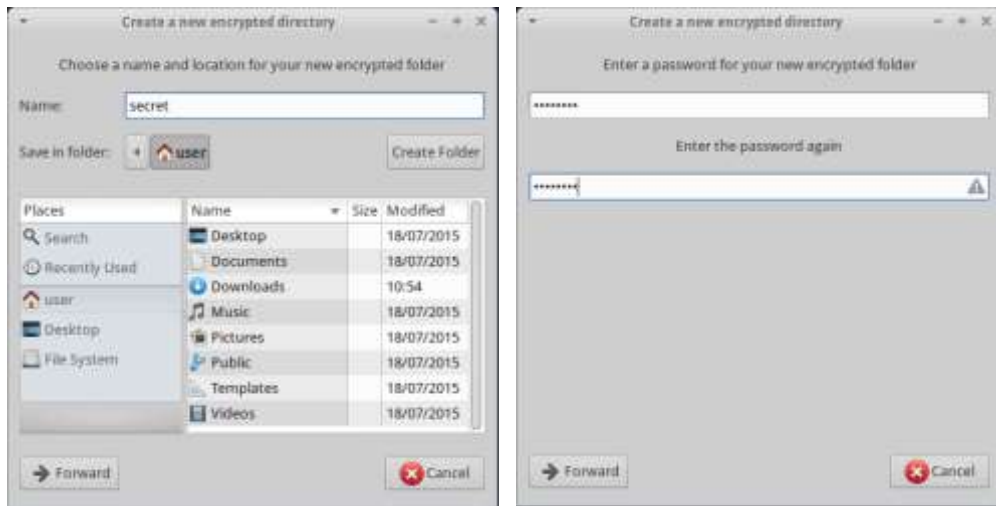 Create a new encrypted directory
Choose a name and location for your new encrypted folder
Name: secret
Save in folder: user Create Folder
Places
Search
Recently Used
user
Desktop
File System
Name Size Modified
Desktop 18/07/2015
Documents 18/07/2015
Downloads 10:54
Music 18/07/2015
Pictures 18/07/2015
Public 18/07/2015
Templates 18/07/2015
Videos 18/07/2015
Forward Cancel
Create a new encrypted directory
Enter a password for your new encrypted folder
••••••••
Enter the password again
••••••••
Forward Cancel